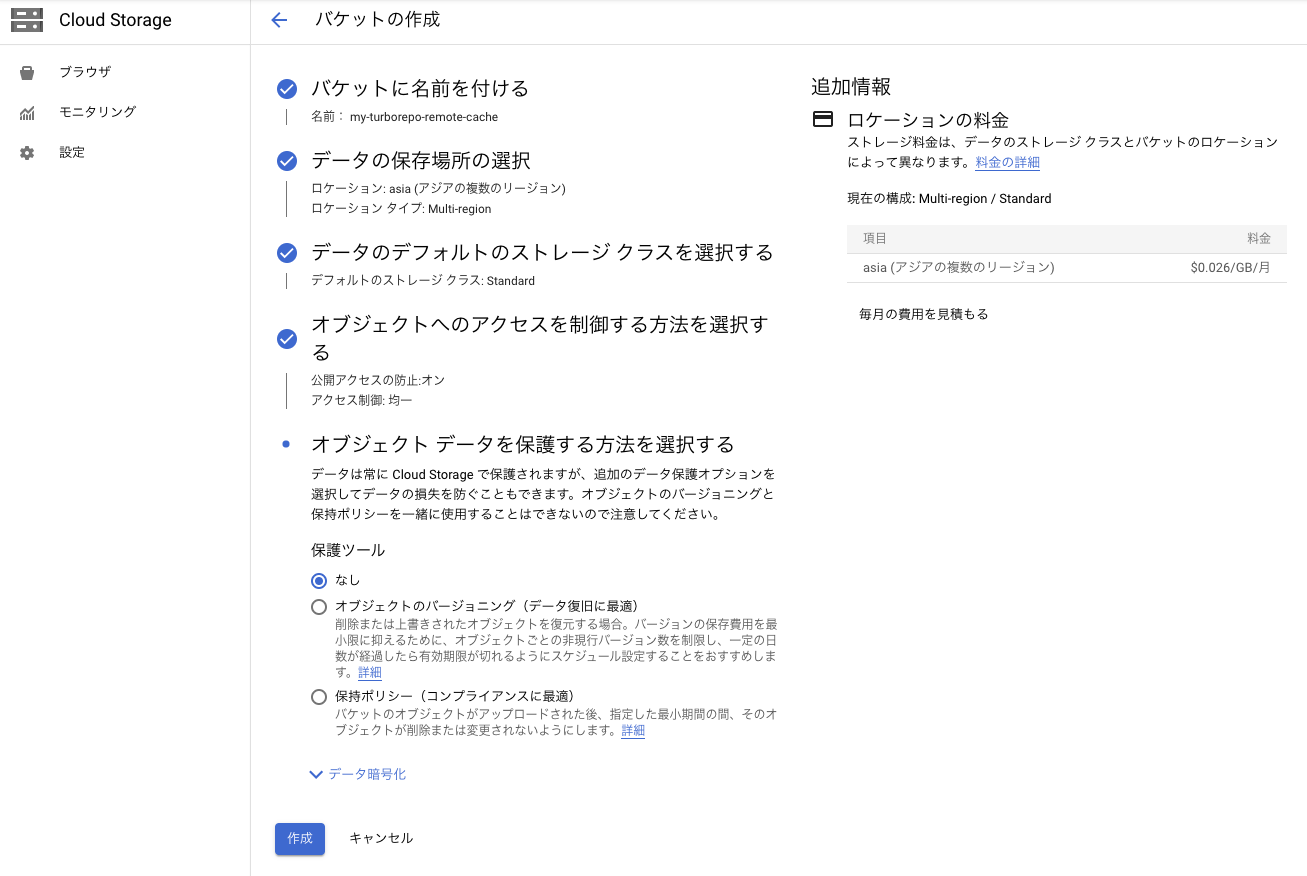 Cloud Storage
バケットの作成
ブラウザ
モニタリング
設定
バケットに名前を付ける
名前： my-turborepo-remote-cache
データの保存場所の選択
ロケーション: asia (アジアの複数のリージョン)
ロケーション タイプ: Multi-region
データのデフォルトのストレージ クラスを選択する
デフォルトのストレージ クラス: Standard
オブジェクトへのアクセスを制御する方法を選択す
る
公開アクセスの防止:オン
アクセス制御: 均一
オブジェクト データを保護する方法を選択する
データは常に Cloud Storage で保護されますが、追加のデータ保護オプションを
選択してデータの損失を防ぐこともできます。オブジェクトのバージョニングと
保持ポリシーを一緒に使用することはできないので注意してください。
保護ツール
なし
オブジェクトのバージョニング（データ復旧に最適）
削除または上書きされたオブジェクトを復元する場合。バージョンの保存費用を最
小限に抑えるために、オブジェクトごとの非現行バージョン数を制限し、一定の日
数が経過したら有効期限が切れるようにスケジュール設定することをおすすめしま
す。詳細
保持ポリシー（コンプライアンスに最適）
バケットのオブジェクトがアップロードされた後、指定した最小期間の間、そのオ
ブジェクトが削除または変更されないようにします。詳細
データ暗号化
作成 キャンセル
追加情報
ロケーションの料金
ストレージ料金は、データのストレージ クラスとバケットのロケーション
によって異なります。料金の詳細
現在の構成: Multi-region / Standard
項目 料金
asia (アジアの複数のリージョン) $0.026/GB/月
毎月の費用を見積もる